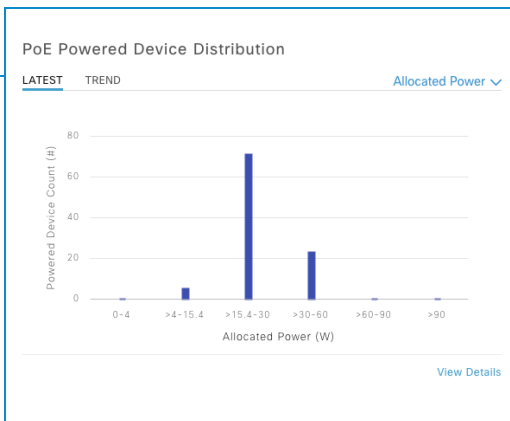 PoE Powered Device Distribution
LATEST TREND Allocated Power
Powered Device Count (#)
80
60
40
20
0
0-4 >4-15.4 >15.4-30 >30-60 >60-90 >90
Allocated Power (W)
View Details